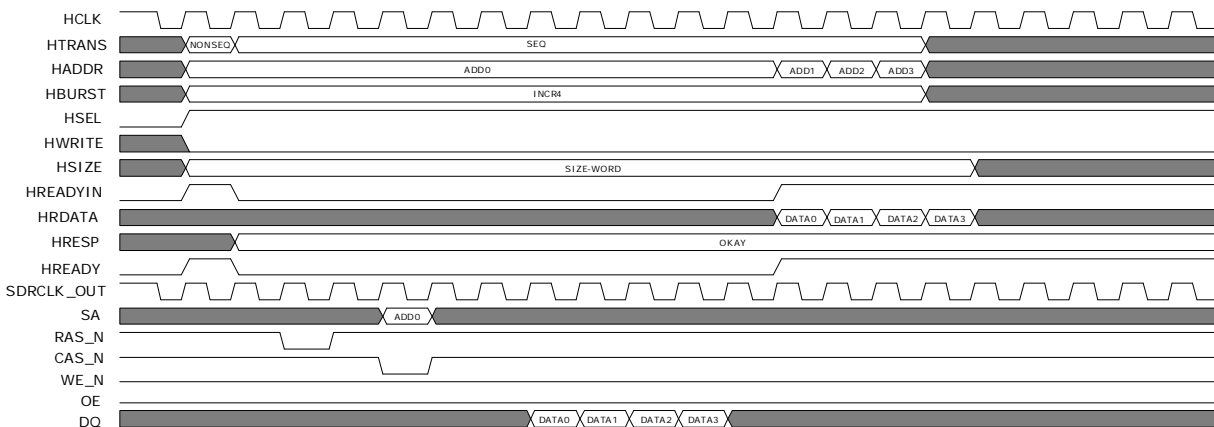 HCLK
HTRANS NONSEQ SEQ
HADDR ADD0 ADD1 ADD2 ADD3
HBURST INCR4
HSEL
HWRITE
HSIZE SIZE-WORD
HREADYIN
HRDATA DATA0 DATA1 DATA2 DATA3
HRESP OKAY
HREADY
SDRCLK_OUT
SA ADD0
RAS_N
CAS_N
WE_N
OE
DQ DATA0 DATA1 DATA2 DATA3